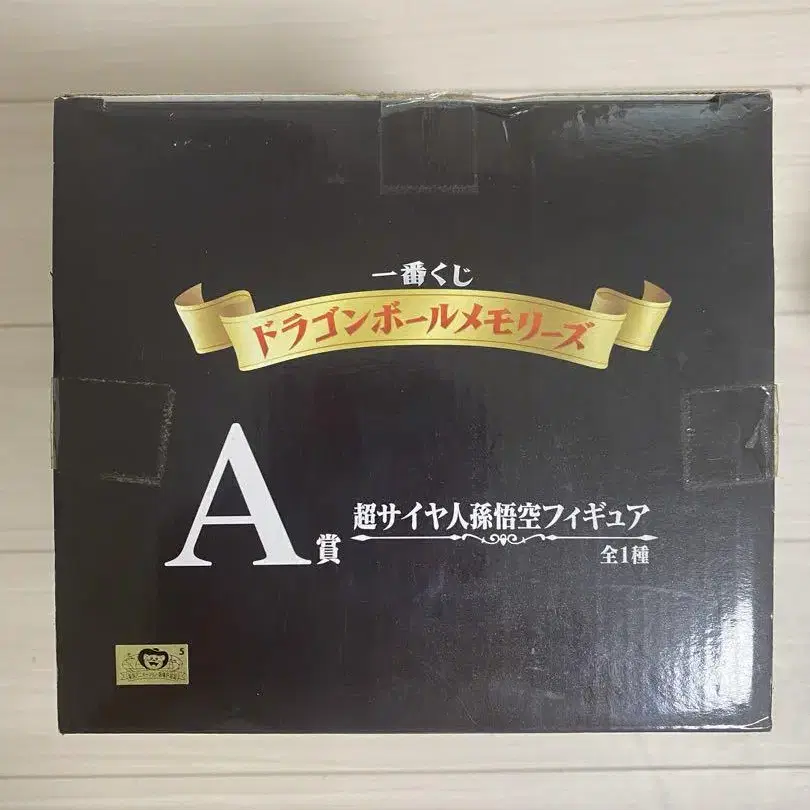 一番くじ
ドラゴンボールメモリーズ
A賞
超サイヤ人孫悟空フィギュア
全1種
S